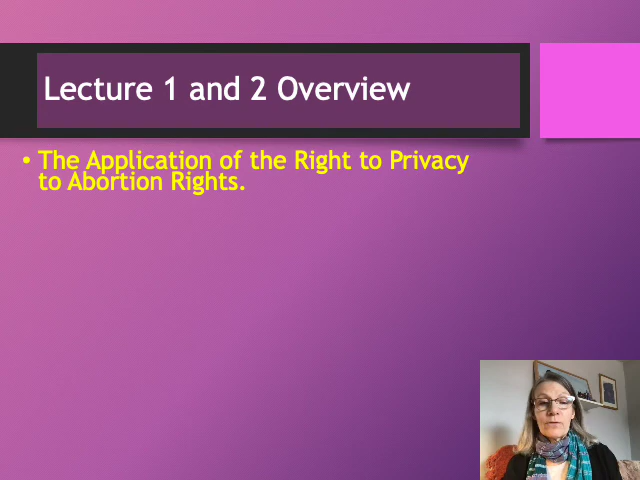 Lecture 1 and 2 Overview
• The Application of the Right to Privacy
to Abortion Rights.